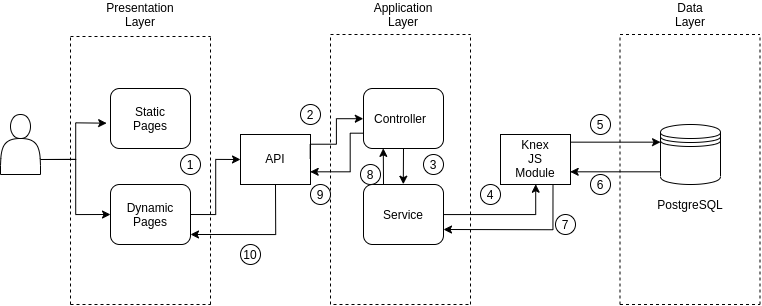 Presentation
Layer
Application
Layer
Data
Layer
Static
Pages
Dynamic
Pages
1
API
2
Controller
3
8
9
10
Service
4
Knex
JS
Module
5
6
7
PostgreSQL